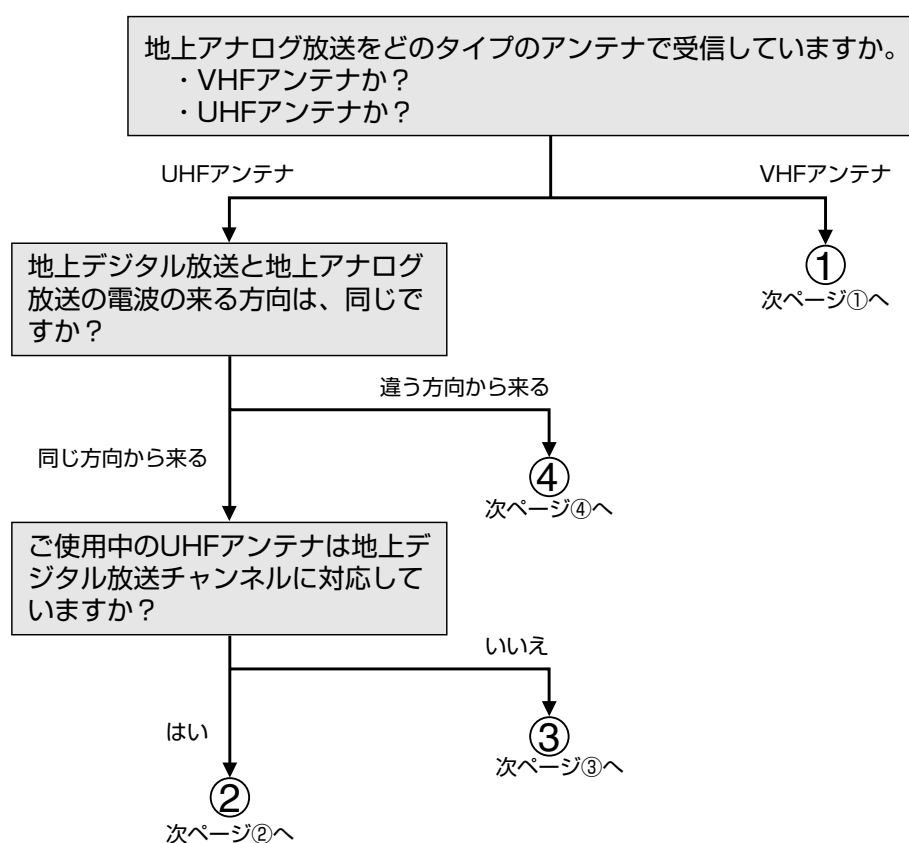 地上アナログ放送をどのタイプのアンテナで受信していますか。
・VHFアンテナか？
・UHFアンテナか？
UHFアンテナ
VHFアンテナ
①
次ページ①へ
地上デジタル放送と地上アナログ
放送の電波の来る方向は、同じで
すか？
違う方向から来る
同じ方向から来る
④
次ページ④へ
ご使用中のUHFアンテナは地上デ
ジタル放送チャンネルに対応して
いますか？
いいえ
はい
③
次ページ③へ
②
次ページ②へ